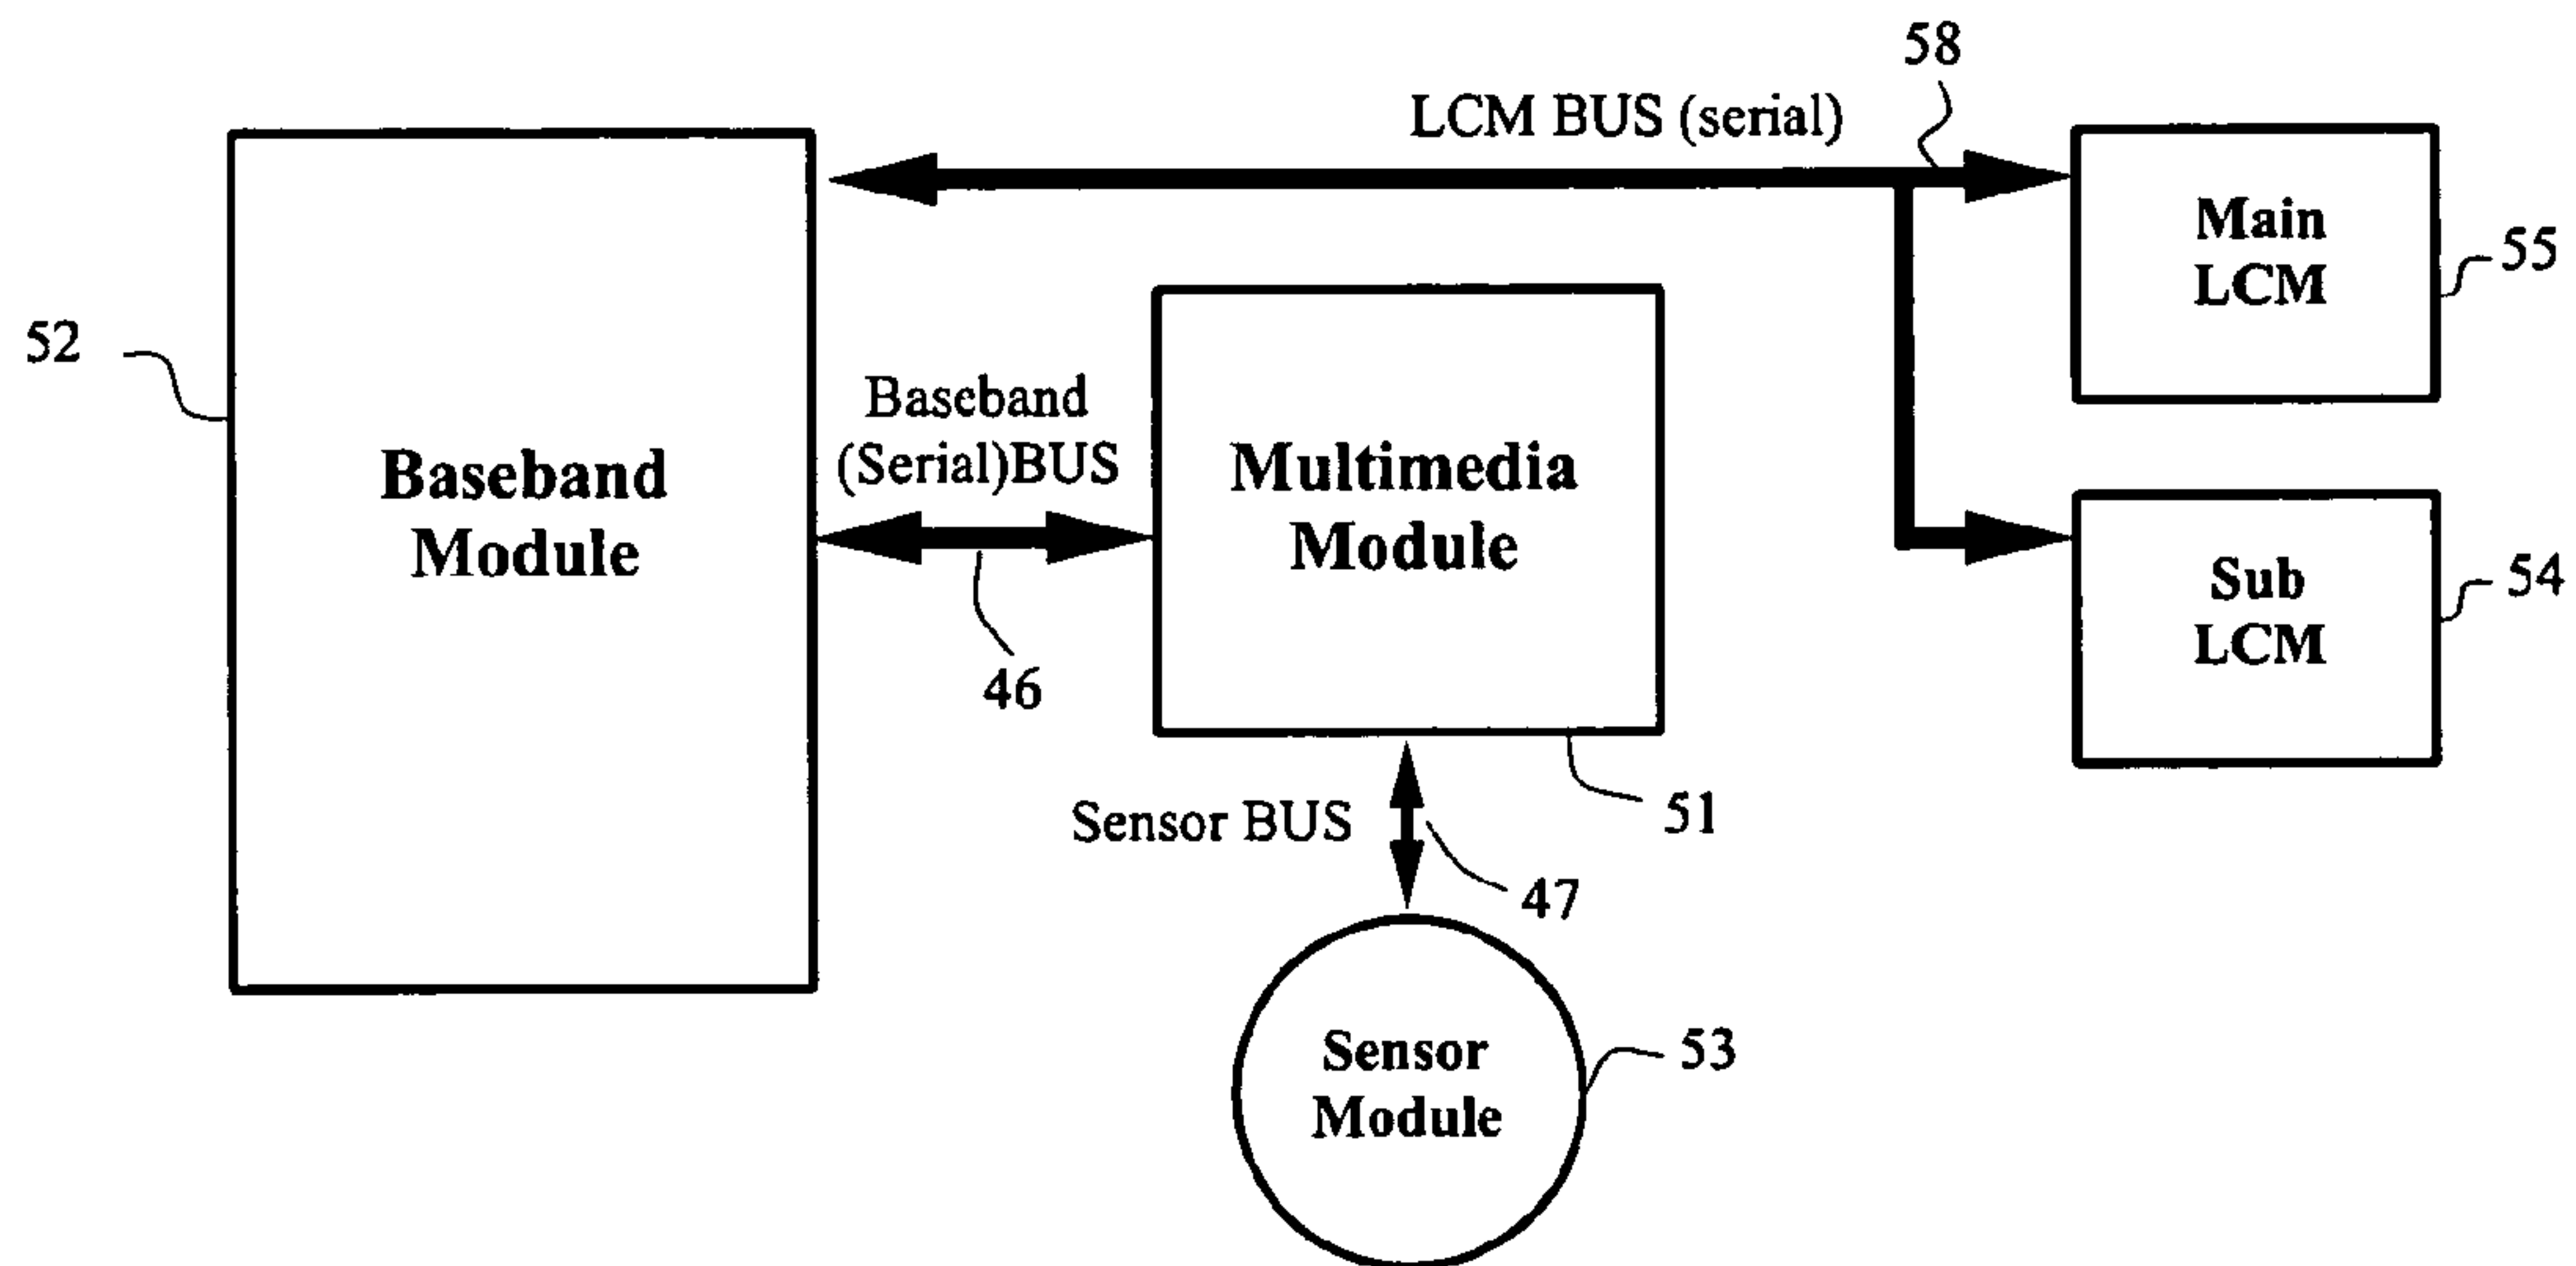 58
LCM BUS (serial)
Main
LCM
55
52
Baseband
(Serial)BUS
Baseband
Module
Multimedia
Module
Sub
LCM
54
46
Sensor BUS
51
47
Sensor
Module
53